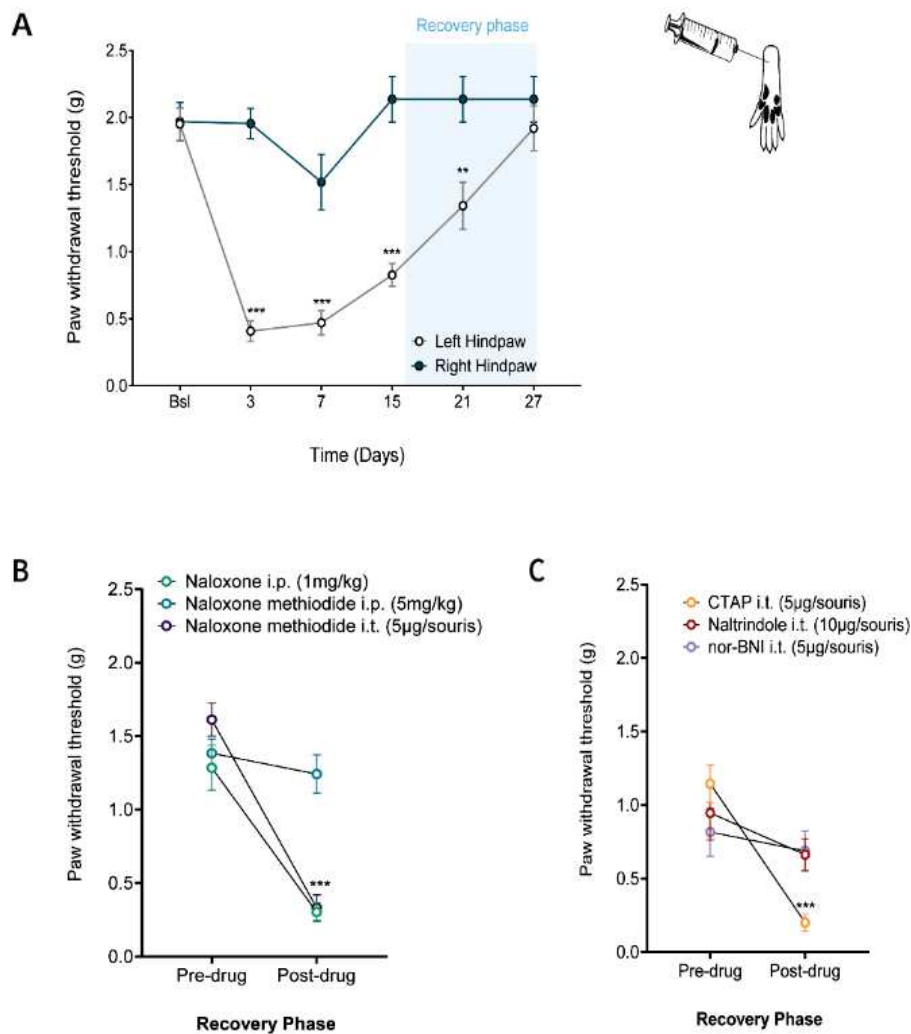 A
Recovery phase
Paw withdrawal threshold (g)
2.5
2.0
1.5
1.0
0.5
0.0
***
***
***
**
Left Hindpaw
Right Hindpaw
Bsl 3 7 15 21 27
Time (Days)
B
Naloxone i.p. (1mg/kg)
Naloxone methiodide i.p. (5mg/kg)
Naloxone methiodide i.t. (5µg/souris)
Paw withdrawal threshold (g)
2.5
2.0
1.5
1.0
0.5
0.0
***
Pre-drug Post-drug
Recovery Phase
C
CTAP i.t. (5µg/souris)
Naltrindole i.t. (10µg/souris)
nor-BNI i.t. (5µg/souris)
Paw withdrawal threshold (g)
2.5
2.0
1.5
1.0
0.5
0.0
***
Pre-drug Post-drug
Recovery Phase